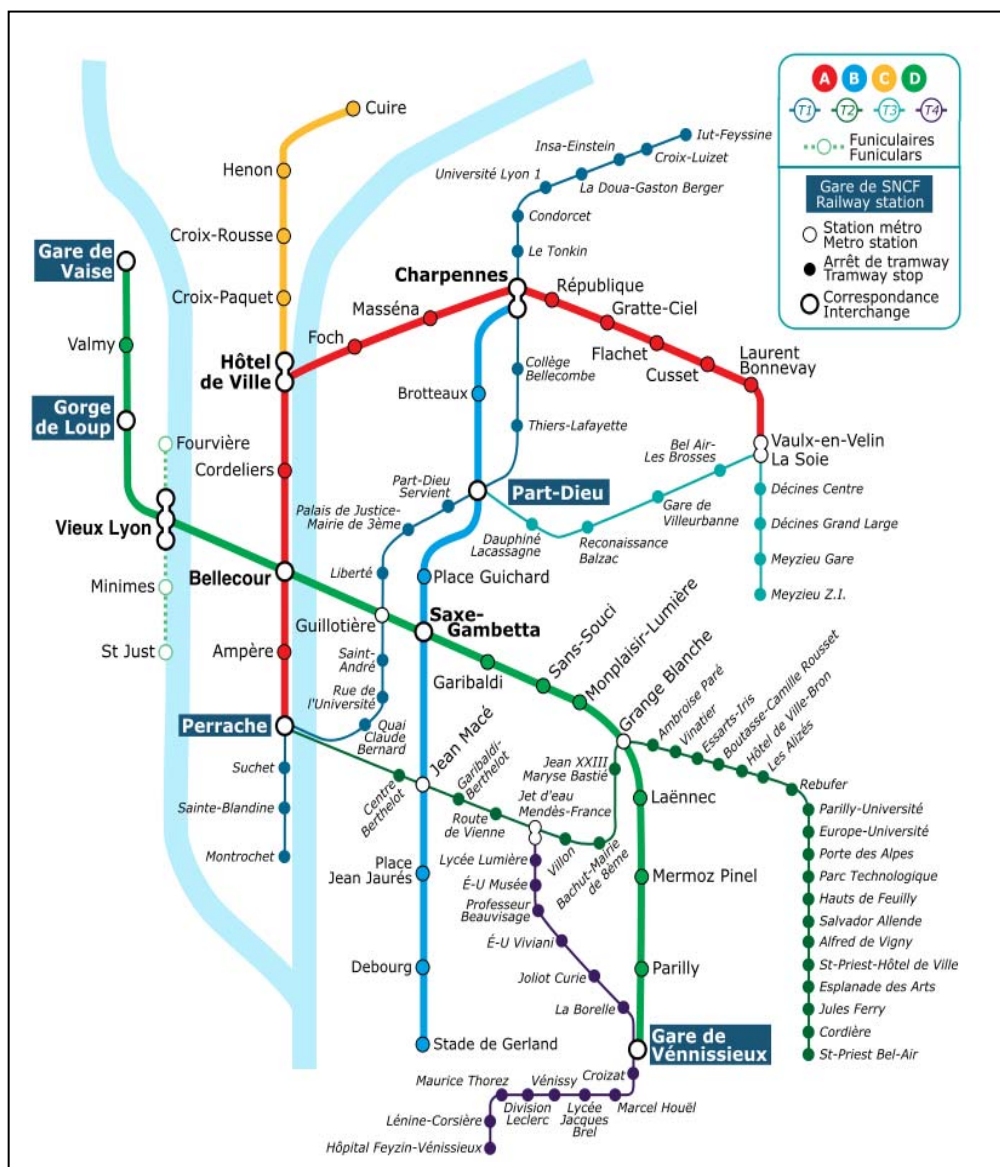 A B C D
T1 T2 T3 T4
Funiculaires
Funiculars
Gare de SNCF
Railway station
Station métro
Metro station
Arrêt de tramway
Tramway stop
Correspondance
Interchange
Cuire
Henon
Croix-Rousse
Croix-Paquet
Hôtel
de Ville
Gare de
Vaise
Valmy
Gorge
de Loup
Fourvière
Vieux Lyon
Minimes
St Just
Cordeliers
Bellecour
Ampère
Perrache
Suchet
Sainte-Blandine
Montrochet
Foch
Masséna
Charpennes
République
Gratte-Ciel
Flachet
Cusset
Laurent
Bonnevay
Vaulx-en-Velin
La Soie
Iut-Feyssine
Croix-Luizet
Insa-Einstein
La Doua-Gaston Berger
Université Lyon 1
Condorcet
Le Tonkin
Collège
Bellecombe
Thiers-Lafayette
Brotteaux
Part-Dieu
Part-Dieu
Servient
Palais de Justice-
Mairie de 3ème
Liberté
Guillotière
Saint-
André
Rue de
l'Université
Quai
Claude
Bernard
Dauphiné
Lacassagne
Reconaissance
Balzac
Gare de
Villeurbanne
Bel Air-
Les Brosses
Décines Centre
Décines Grand Large
Meyzieu Gare
Meyzieu Z.I.
Place Guichard
Saxe-
Gambetta
Garibaldi
Sans-Souci
Monplaisir-Lumière
Grange Blanche
Laënnec
Mermoz Pinel
Parilly
Gare de
Vénnissieux
Jean Macé
Place
Jean Jaurés
Debourg
Stade de Gerland
Centre
Berthelot
Garibaldi-
Berthelot
Route
de Vienne
Jet d'eau
Mendès-France
Villon
Bachut-Mairie
de 8ème
Jean XXIII
Maryse Bastié
Ambroise Paré
Vinatier
Essarts-Iris
Boutasse-Camille Rousset
Hôtel de Ville-Bron
Les Alizés
Rebufer
Parilly-Université
Europe-Université
Porte des Alpes
Parc Technologique
Hauts de Feuilly
Salvador Allende
Alfred de Vigny
St-Priest-Hôtel de Ville
Esplanade des Arts
Jules Ferry
Cordière
St-Priest Bel-Air
Lycée Lumière
É-U Musée
Professeur
Beauvisage
É-U Viviani
Joliot Curie
La Borelle
Croizat
Marcel Houël
Lycée
Jacques
Brel
Vénissy
Division
Leclerc
Maurice Thorez
Lénine-Corsière
Hôpital Feyzin-Vénissieux